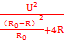 U²
(R₀−R)²
R₀
+4R